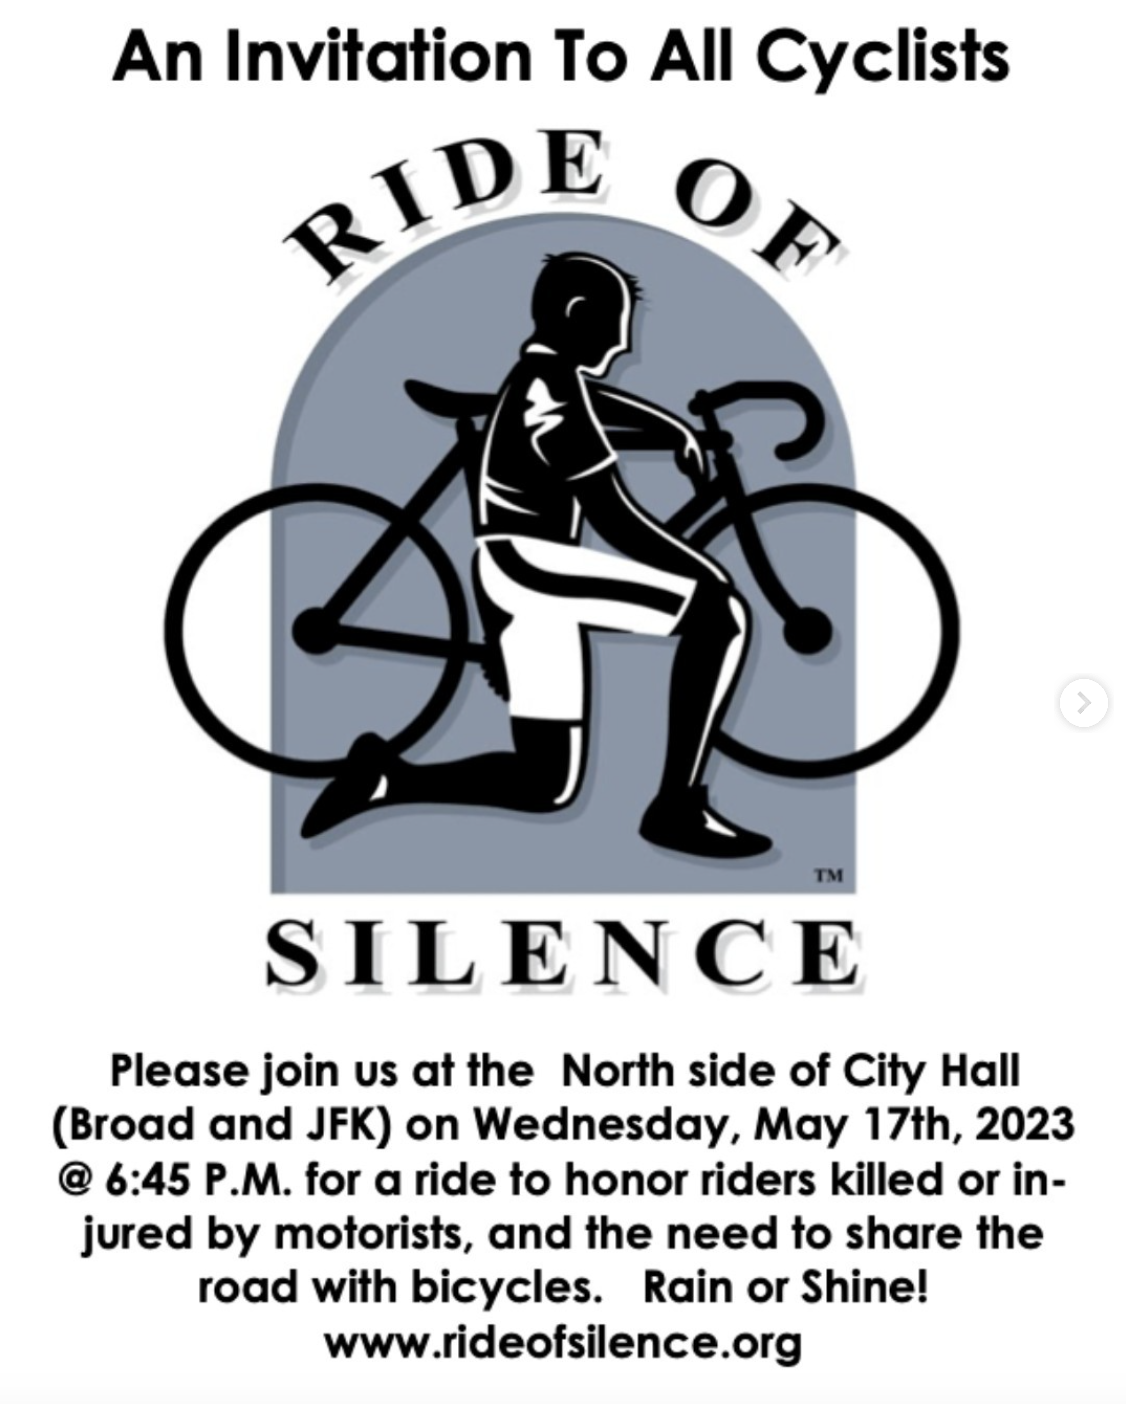 An Invitation To All Cyclists
RIDE OF
TM
SILENCE
Please join us at the  North side of City Hall
(Broad and JFK) on Wednesday, May 17th, 2023
@ 6:45 P.M. for a ride to honor riders killed or in-
jured by motorists, and the need to share the
road with bicycles.   Rain or Shine!
www.rideofsilence.org